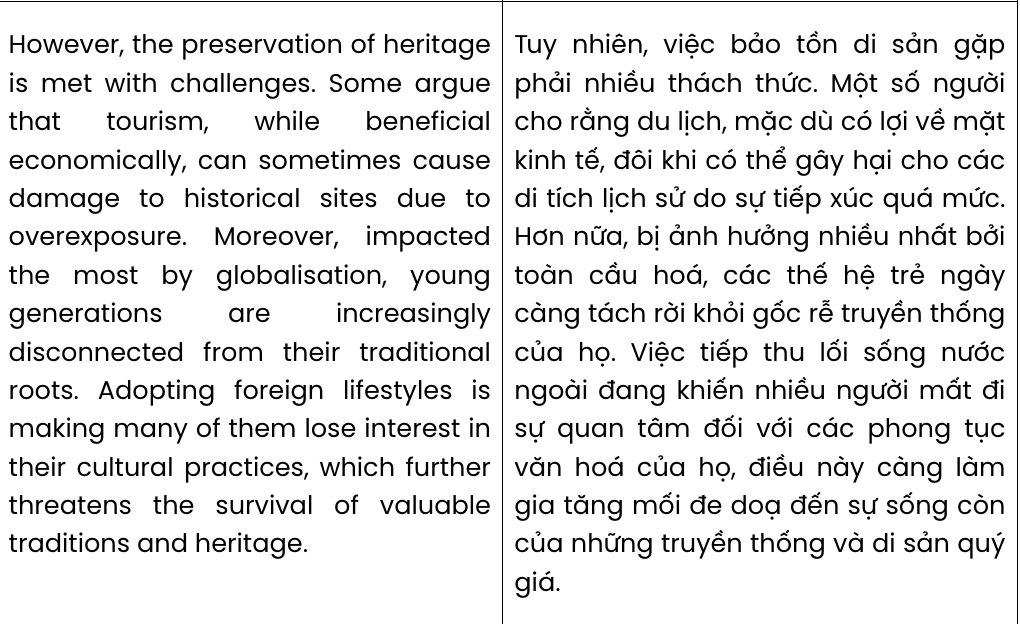 However, the preservation of heritage
is met with challenges. Some argue
that tourism, while beneficial
economically, can sometimes cause
damage to historical sites due to
overexposure. Moreover, impacted
the most by globalisation, young
generations are increasingly
disconnected from their traditional
roots. Adopting foreign lifestyles is
making many of them lose interest in
their cultural practices, which further
threatens the survival of valuable
traditions and heritage.
Tuy nhiên, việc bảo tồn di sản gặp
phải nhiều thách thức. Một số người
cho rằng du lịch, mặc dù có lợi về mặt
kinh tế, đôi khi có thể gây hại cho các
di tích lịch sử do sự tiếp xúc quá mức.
Hơn nữa, bị ảnh hưởng nhiều nhất bởi
toàn cầu hoá, các thế hệ trẻ ngày
càng tách rời khỏi gốc rễ truyền thống
của họ. Việc tiếp thu lối sống nước
ngoài đang khiến nhiều người mất đi
sự quan tâm đối với các phong tục
văn hoá của họ, điều này càng làm
gia tăng mối đe doạ đến sự sống còn
của những truyền thống và di sản quý
giá.